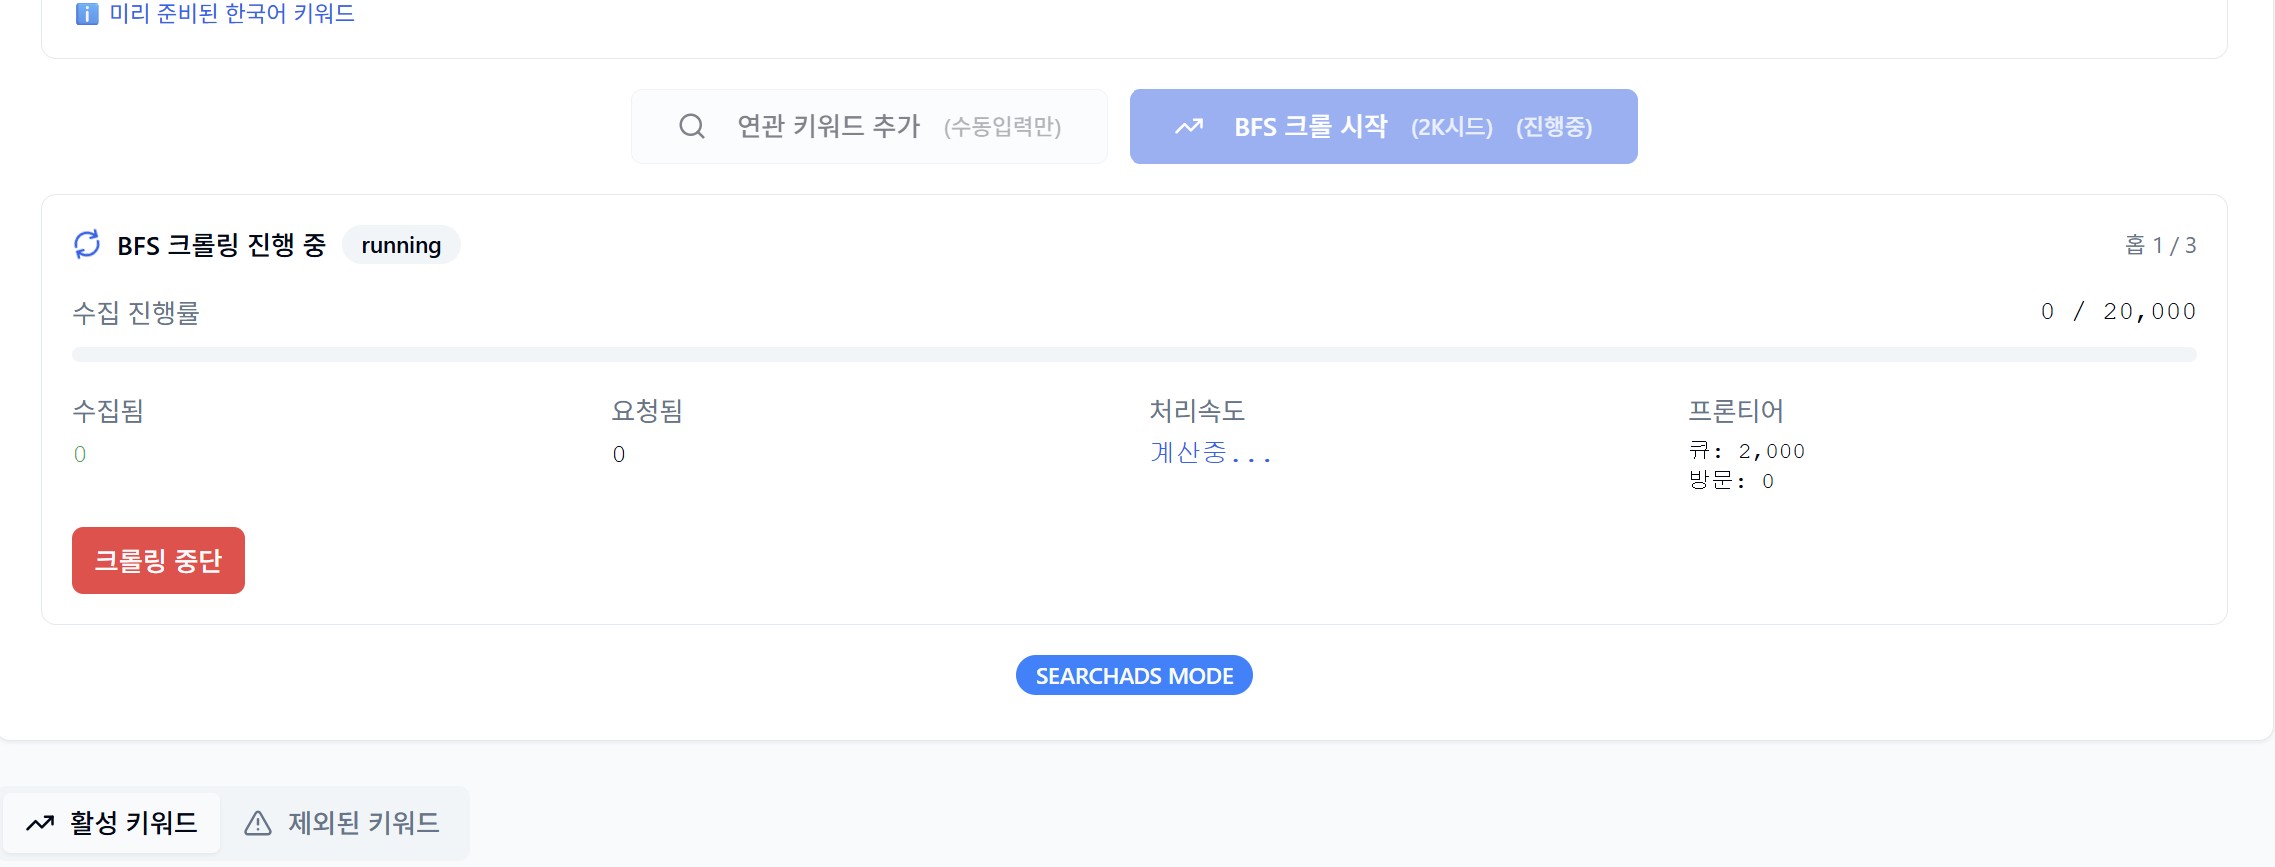 미리 준비된 한국어 키워드
연관 키워드 추가 (수동입력만)
BFS 크롤 시작 (2K시드) (진행중)
BFS 크롤링 진행 중 running
홉 1 / 3
수집 진행률
0 / 20,000
수집됨
0
요청됨
0
처리속도
계산중...
프론티어
큐: 2,000
방문: 0
크롤링 중단
SEARCHADS MODE
활성 키워드
제외된 키워드